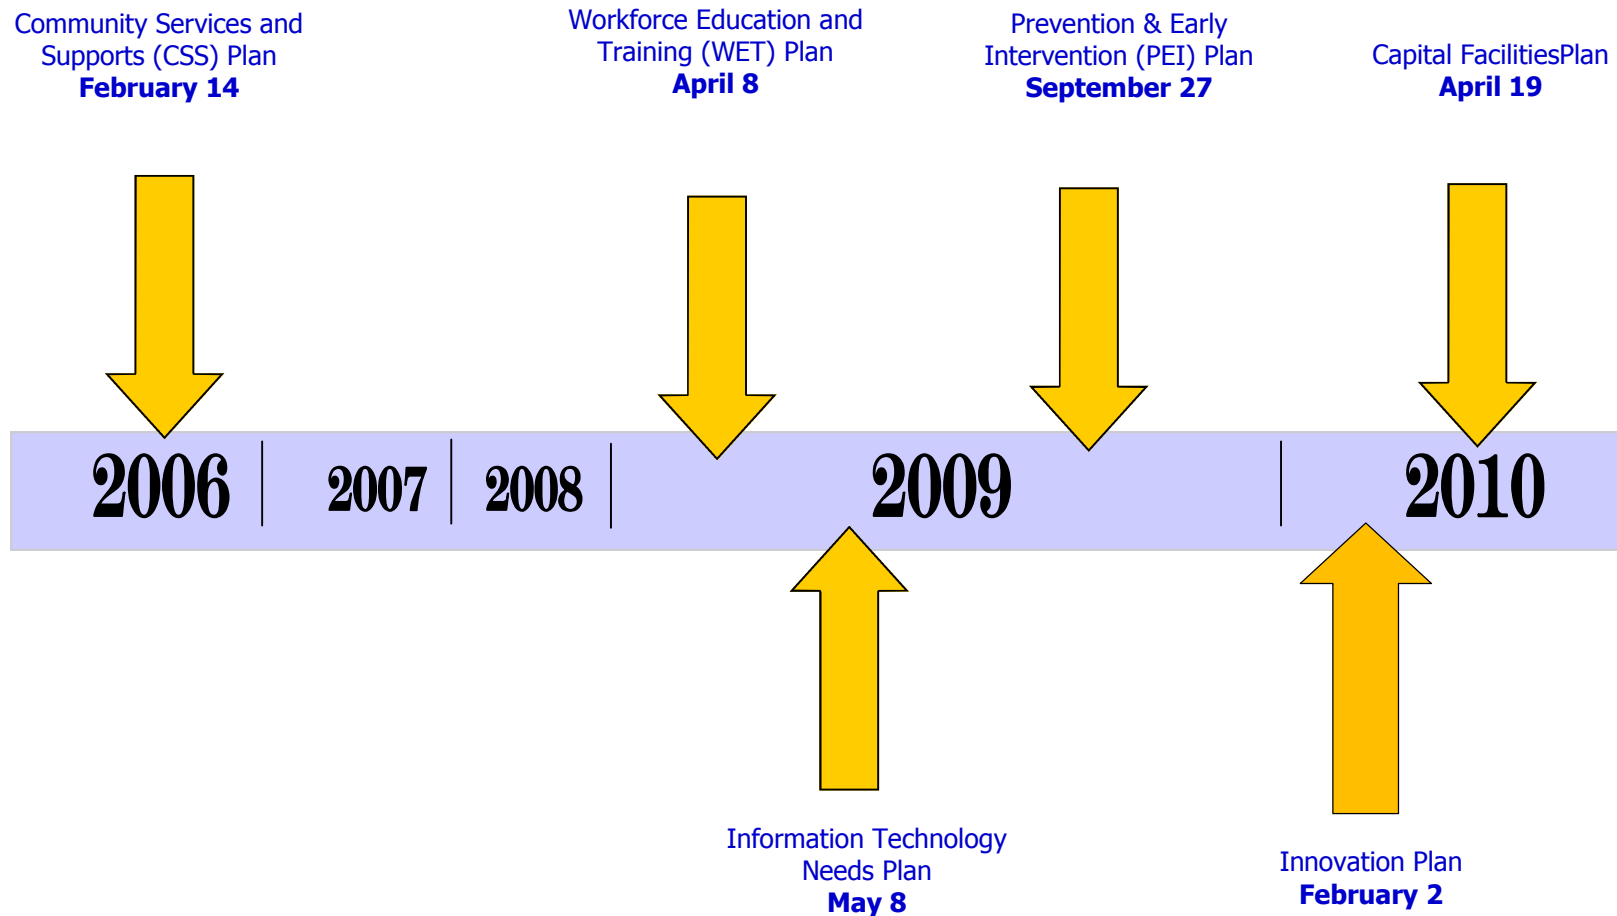 Community Services and
Supports (CSS) Plan
February 14
Workforce Education and
Training (WET) Plan
April 8
Prevention & Early
Intervention (PEI) Plan
September 27
Capital FacilitiesPlan
April 19
2006
2007
2008
2009
2010
Information Technology
Needs Plan
May 8
Innovation Plan
February 2